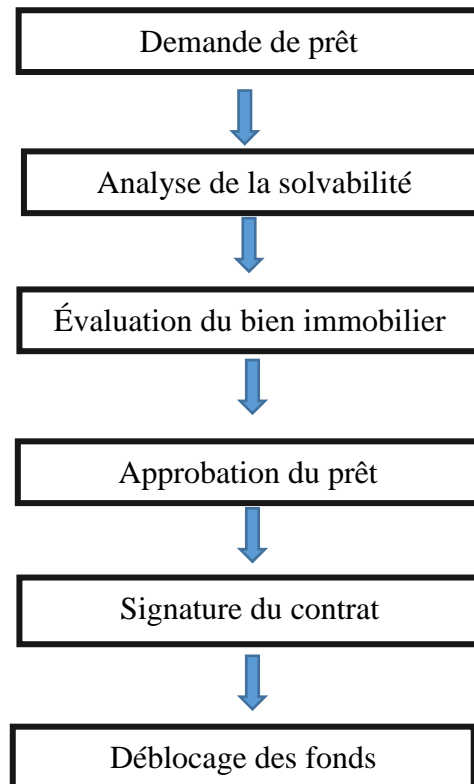 Demande de prêt
Analyse de la solvabilité
Évaluation du bien immobilier
Approbation du prêt
Signature du contrat
Déblocage des fonds